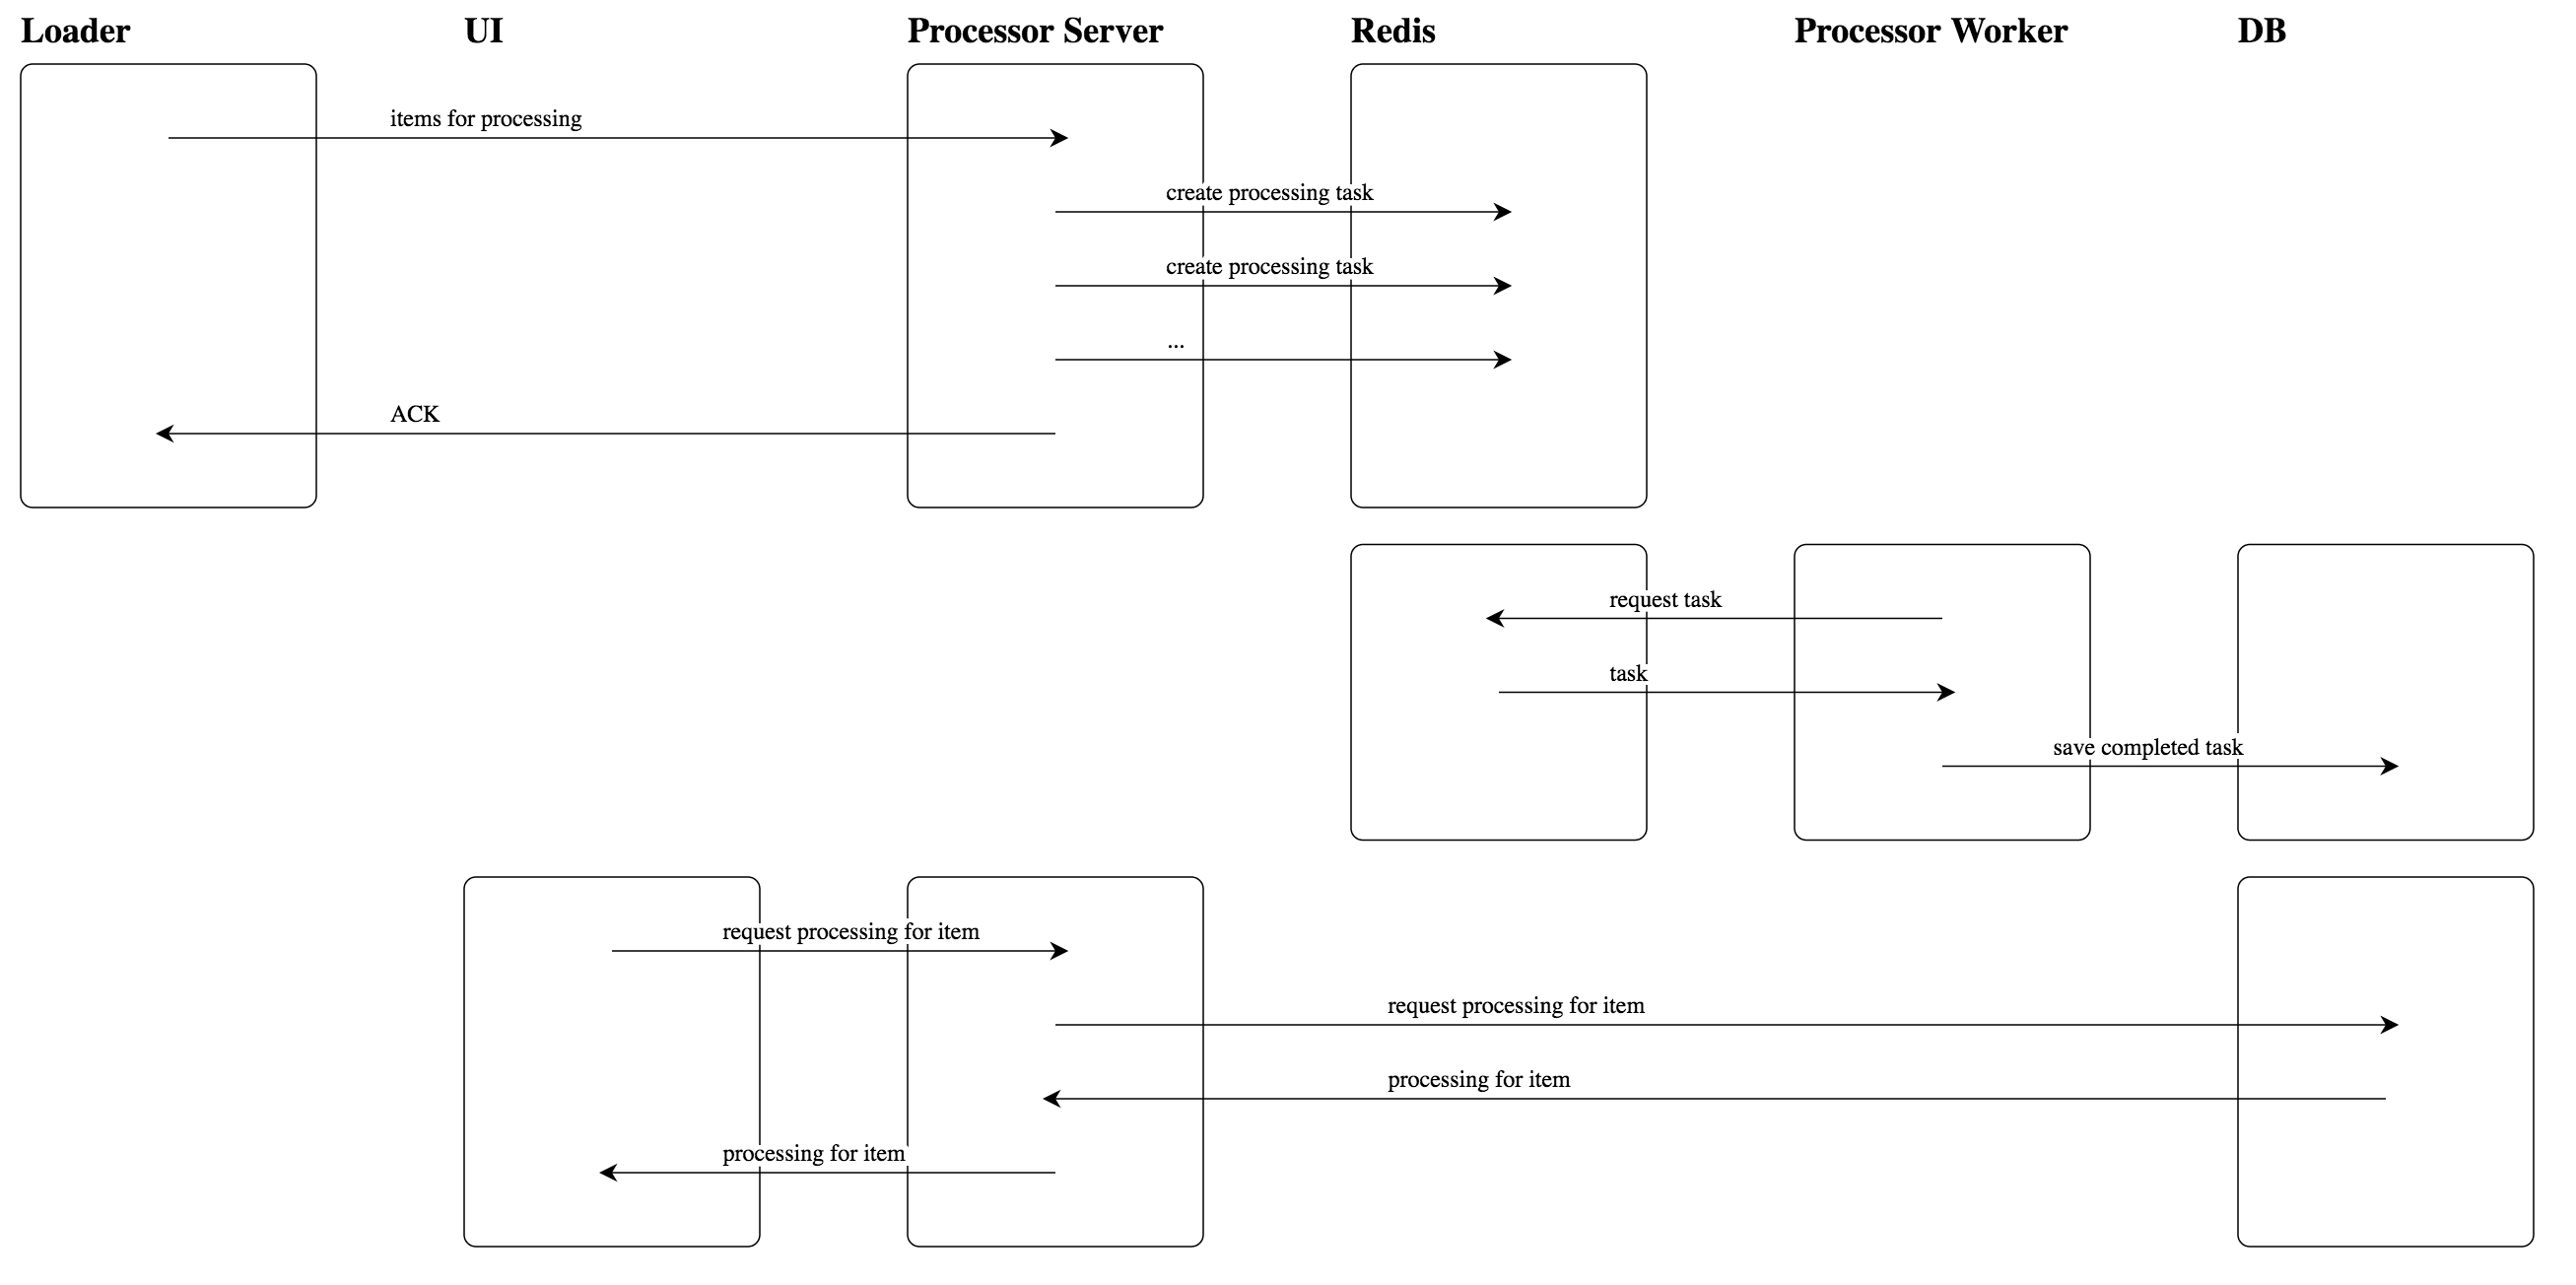 Loader
UI
Processor Server
Redis
Processor Worker
DB
items for processing
create processing task
create processing task
...
ACK
request task
task
save completed task
request processing for item
request processing for item
processing for item
processing for item